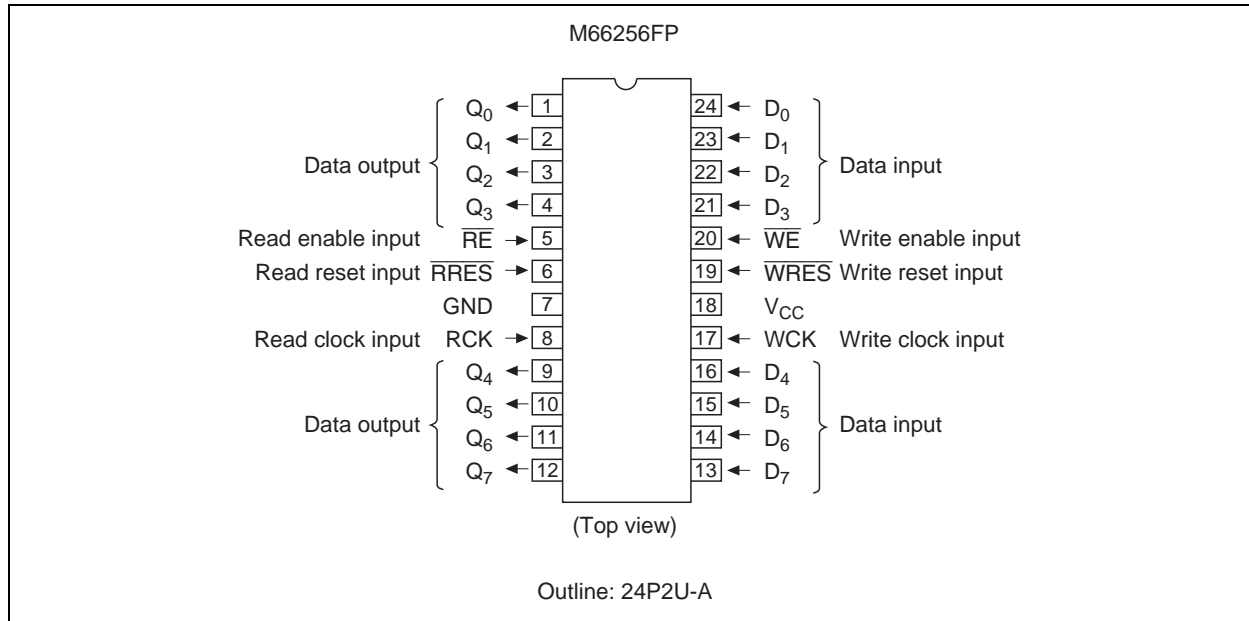 M66256FP
Q0 1 24 D0
Q1 2 23 D1
Data output Q2 3 22 D2 Data input
Q3 4 21 D3
Read enable input RE 5 20 WE Write enable input
Read reset input RRES 6 19 WRES Write reset input
GND 7 18 VCC
Read clock input RCK 8 17 WCK Write clock input
Q4 9 16 D4
Q5 10 15 D5
Data output Q6 11 14 D6 Data input
Q7 12 13 D7
(Top view)
Outline: 24P2U-A